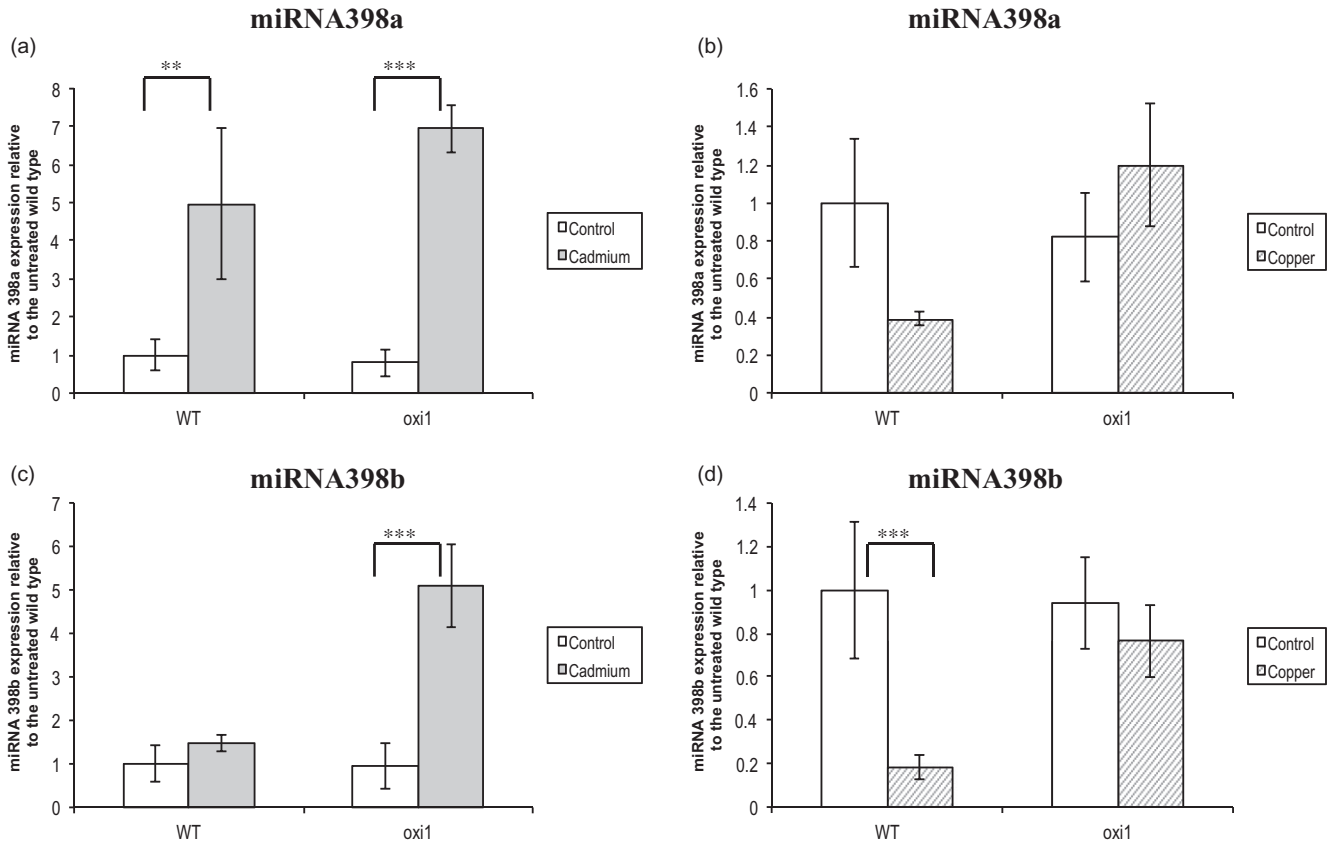 miRNA398a
(a)
**
***
8
7
6
5
4
3
2
1
0
miRNA 398a expression relative
to the untreated wild type
WT
oxi1
Control
Cadmium
miRNA398a
(b)
1.6
1.4
1.2
1
0.8
0.6
0.4
0.2
0
miRNA 398a expression relative
to the untreated wild type
WT
oxi1
Control
Copper
miRNA398b
(c)
***
7
6
5
4
3
2
1
0
miRNA 398b expression relative
to the untreated wild type
WT
oxi1
Control
Cadmium
miRNA398b
(d)
***
1.4
1.2
1
0.8
0.6
0.4
0.2
0
miRNA 398b expression relative
to the untreated wild type
WT
oxi1
Control
Copper